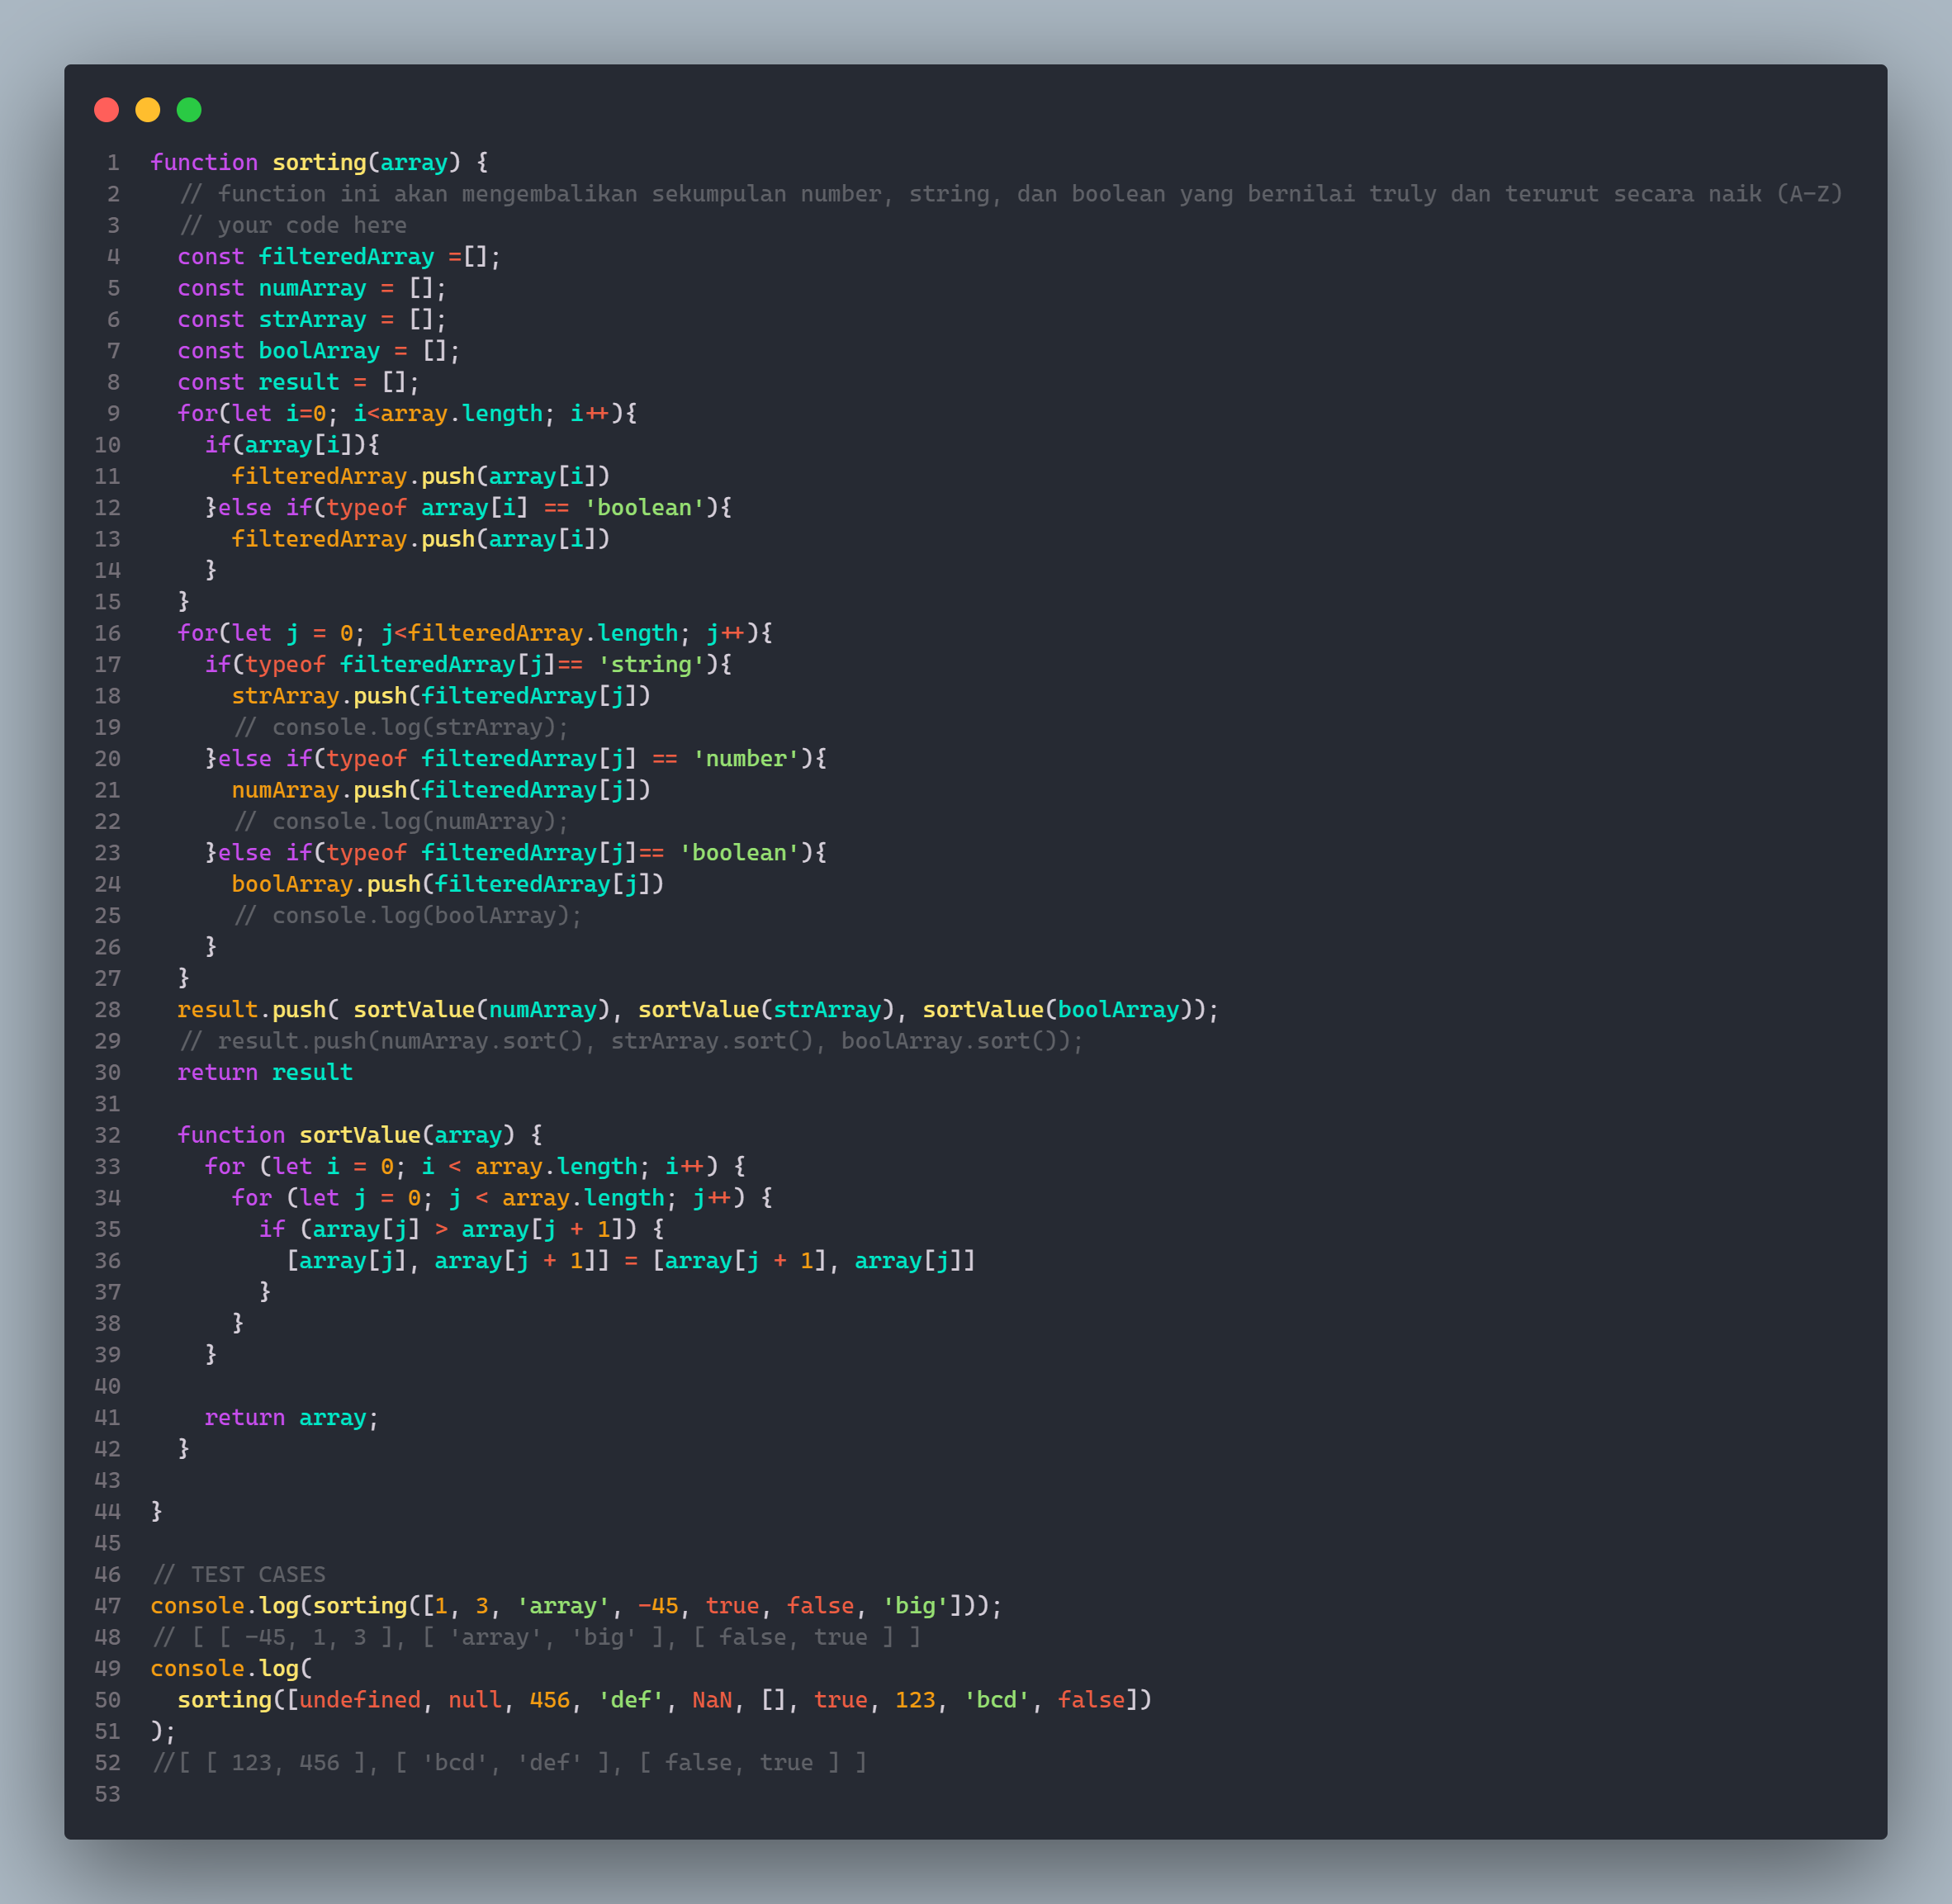 1 function sorting(array) {
2 // function ini akan mengembalikan sekumpulan number, string, dan boolean yang bernilai truly dan terurut secara naik (A-Z)
3 // your code here
4 const filteredArray =[];
5 const numArray = [];
6 const strArray = [];
7 const boolArray = [];
8 const result = [];
9 for(let i=0; i<array.length; i++){
10 if(array[i]){
11 filteredArray.push(array[i])
12 }else if(typeof array[i] == 'boolean'){
13 filteredArray.push(array[i])
14 }
15 }
16 for(let j = 0; j<filteredArray.length; j++){
17 if(typeof filteredArray[j]== 'string'){
18 strArray.push(filteredArray[j])
19 // console.log(strArray);
20 }else if(typeof filteredArray[j] == 'number'){
21 numArray.push(filteredArray[j])
22 // console.log(numArray);
23 }else if(typeof filteredArray[j]== 'boolean'){
24 boolArray.push(filteredArray[j])
25 // console.log(boolArray);
26 }
27 }
28 result.push( sortValue(numArray), sortValue(strArray), sortValue(boolArray));
29 // result.push(numArray.sort(), strArray.sort(), boolArray.sort());
30 return result
31
32 function sortValue(array) {
33 for (let i = 0; i < array.length; i++) {
34 for (let j = 0; j < array.length; j++) {
35 if (array[j] > array[j + 1]) {
36 [array[j], array[j + 1]] = [array[j + 1], array[j]]
37 }
38 }
39 }
40
41 return array;
42 }
43
44 }
45
46 // TEST CASES
47 console.log(sorting([1, 3, 'array', -45, true, false, 'big']));
48 // [ [ -45, 1, 3 ], [ 'array', 'big' ], [ false, true ] ]
49 console.log(
50 sorting([undefined, null, 456, 'def', NaN, [], true, 123, 'bcd', false])
51 );
52 //[ [ 123, 456 ], [ 'bcd', 'def' ], [ false, true ] ]
53